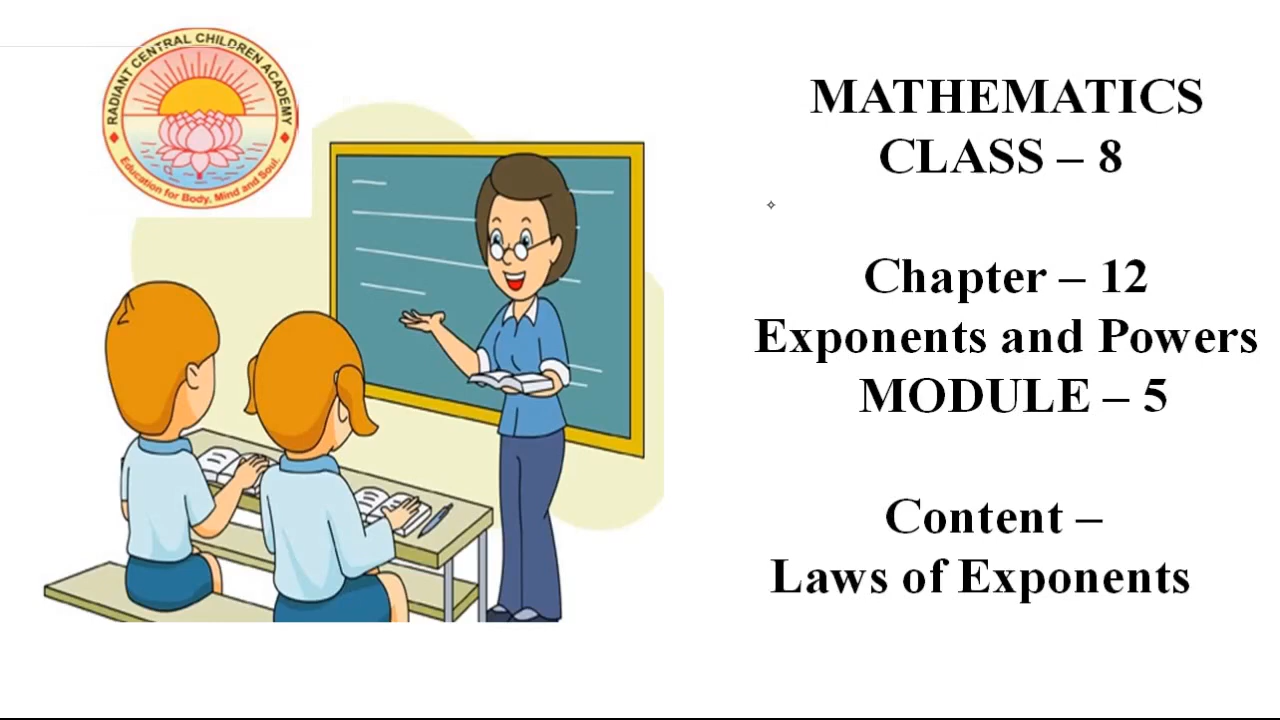 RADIANT CENTRAL CHILDREN ACADEMY
Education for Body, Mind and Soul.
MATHEMATICS
CLASS – 8
Chapter – 12
Exponents and Powers
MODULE – 5
Content –
Laws of Exponents